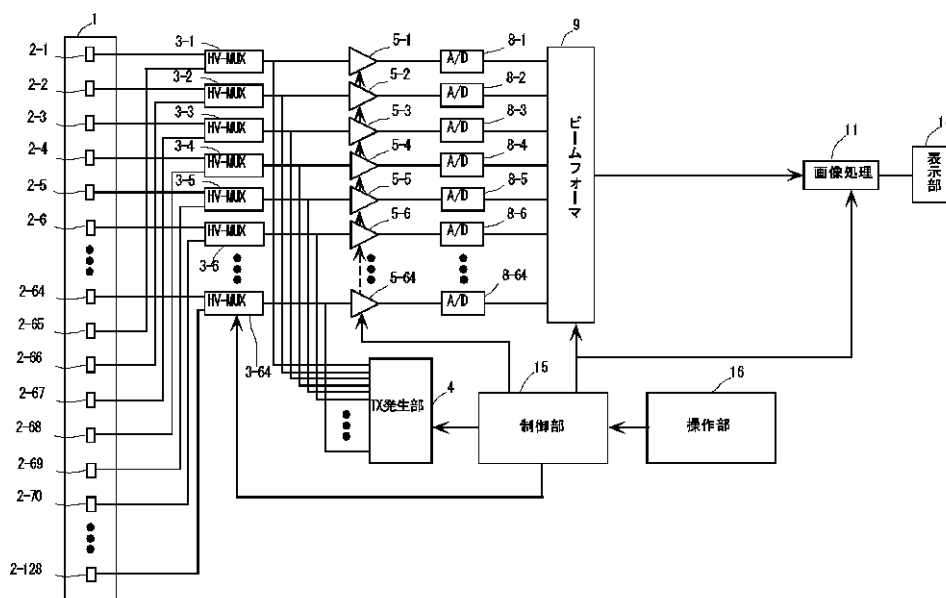 1
2-1
2-2
2-3
2-4
2-5
2-6
2-64
2-65
2-66
2-67
2-68
2-69
2-70
2-128
3-1
HV-MUX
3-2
HV-MUX
3-3
HV-MUX
3-4
HV-MUX
3-5
HV-MUX
HV-MUX
3-6
HV-MUX
3-64
5-1
5-2
5-3
5-4
5-5
5-6
5-64
8-1
A/D
8-2
A/D
8-3
A/D
8-4
A/D
8-5
A/D
8-6
A/D
8-64
A/D
9
ビームフォーマ
11
画像処理
表示部
4
TX発生部
15
制御部
16
操作部